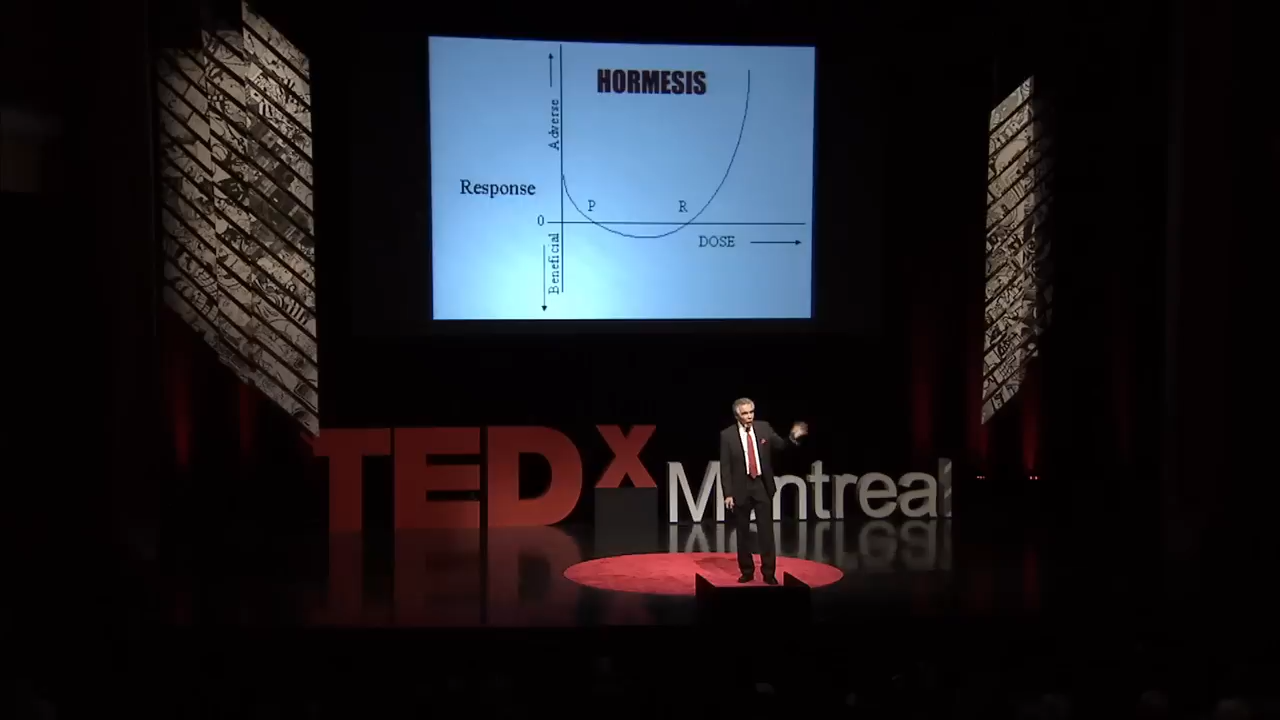 HORMESIS
Adverse
Response
P
R
0
DOSE
Beneficial
TEDx
Montreal